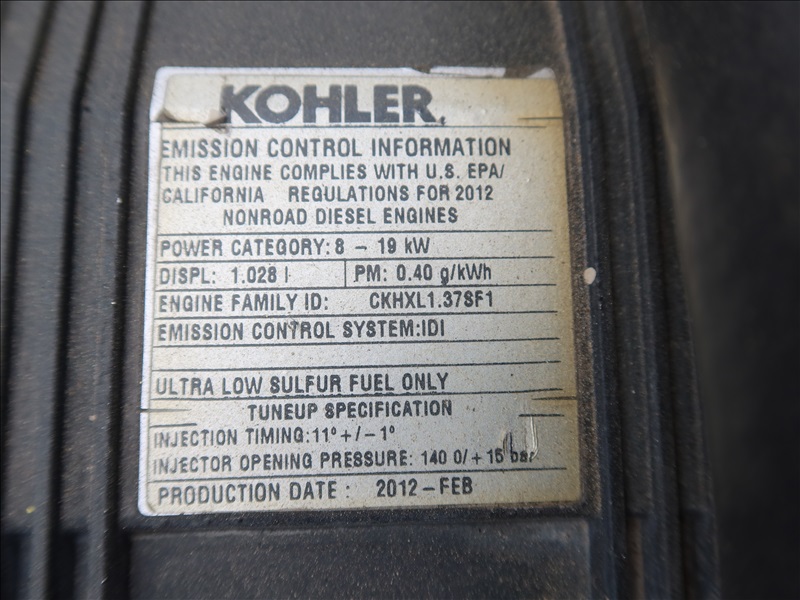 KOHLER
EMISSION CONTROL INFORMATION
THIS ENGINE COMPLIES WITH U.S. EPA/
CALIFORNIA REGULATIONS FOR 2012
NONROAD DIESEL ENGINES
POWER CATEGORY: 8 – 19 kW
DISPL: 1.028 l PM: 0.40 g/kWh
ENGINE FAMILY ID: CKHXL1.37SF1
EMISSION CONTROL SYSTEM:IDI
ULTRA LOW SULFUR FUEL ONLY
TUNEUP SPECIFICATION
INJECTION TIMING:11° +/– 1°
INJECTOR OPENING PRESSURE: 140 0/+15 bar
PRODUCTION DATE : 2012–FEB